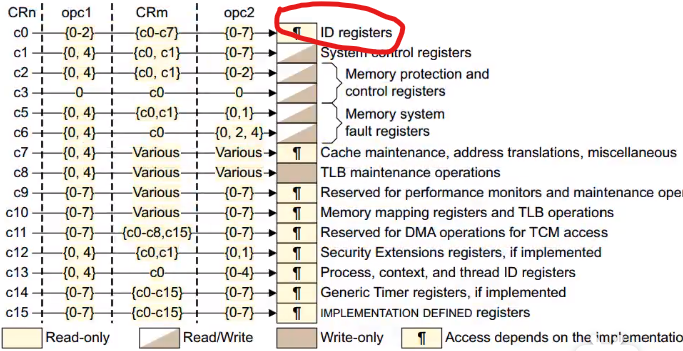 CRn opc1 CRm opc2
c0 {0-2} {c0-c7} {0-7} ¶ ID registers
c1 {0, 4} {c0, c1} {0-7} System control registers
c2 {0, 4} {c0, c1} {0-2} Memory protection and
c3 0 c0 0 control registers
c5 {0, 4} {c0,c1} {0,1} Memory system
c6 {0, 4} c0 {0, 2, 4} fault registers
c7 {0, 4} Various Various ¶ Cache maintenance, address translations, miscellaneous
c8 {0, 4} Various Various TLB maintenance operations
c9 {0-7} Various {0-7} ¶ Reserved for performance monitors and maintenance ope
c10 {0-7} Various {0-7} ¶ Memory mapping registers and TLB operations
c11 {0-7} {c0-c8,c15} {0-7} ¶ Reserved for DMA operations for TCM access
c12 {0, 4} {c0,c1} {0,1} ¶ Security Extensions registers, if implemented
c13 {0, 4} c0 {0-4} ¶ Process, context, and thread ID registers
c14 {0-7} {c0-c15} {0-7} ¶ Generic Timer registers, if implemented
c15 {0-7} {c0-c15} {0-7} ¶ IMPLEMENTATION DEFINED registers
Read-only Read/Write Write-only ¶ Access depends on the implementatio